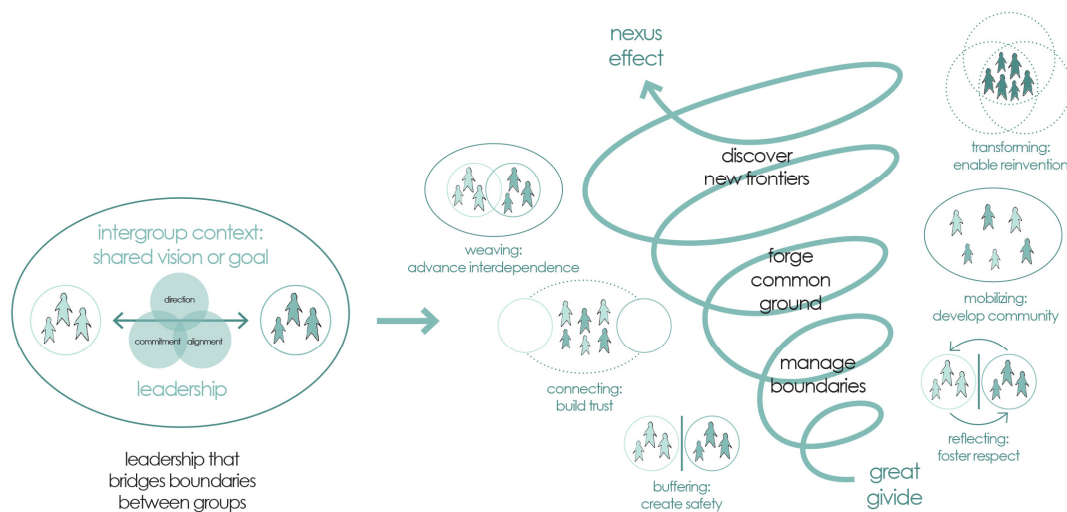 intergroup context:
shared vision or goal
direction
commitment
alignment
leadership
leadership that
bridges boundaries
between groups
nexus
effect
discover
new frontiers
forge
common
ground
manage
boundaries
great
givide
weaving:
advance interdependence
connecting:
build trust
buffering:
create safety
transforming:
enable reinvention
mobilizing:
develop community
reflecting:
foster respect